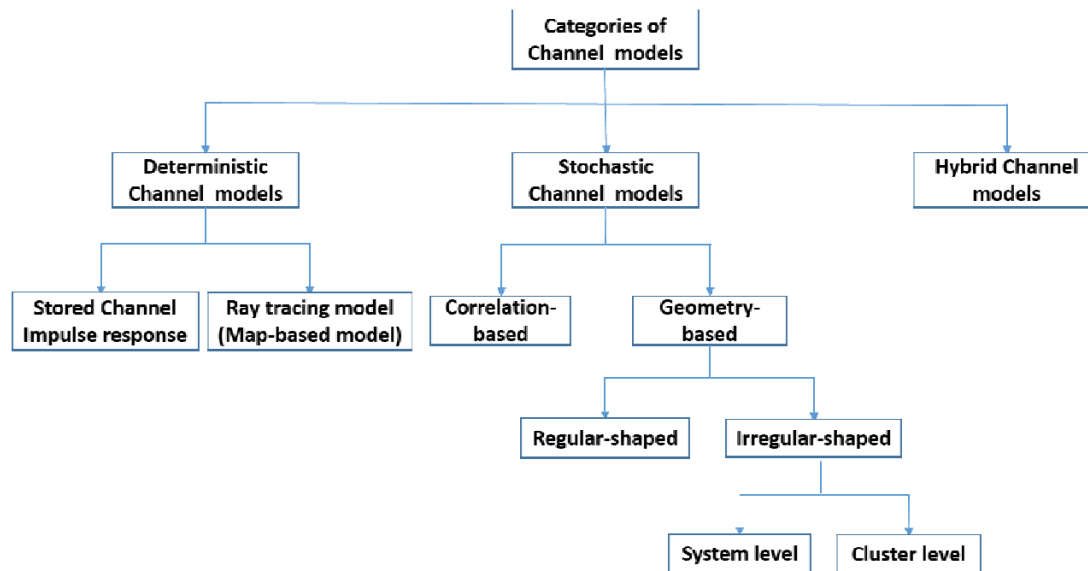 Categories of
Channel models
Deterministic
Channel models
Stochastic
Channel models
Hybrid Channel
models
Stored Channel
Impulse response
Ray tracing model
(Map-based model)
Correlation-
based
Geometry-
based
Regular-shaped
Irregular-shaped
System level
Cluster level